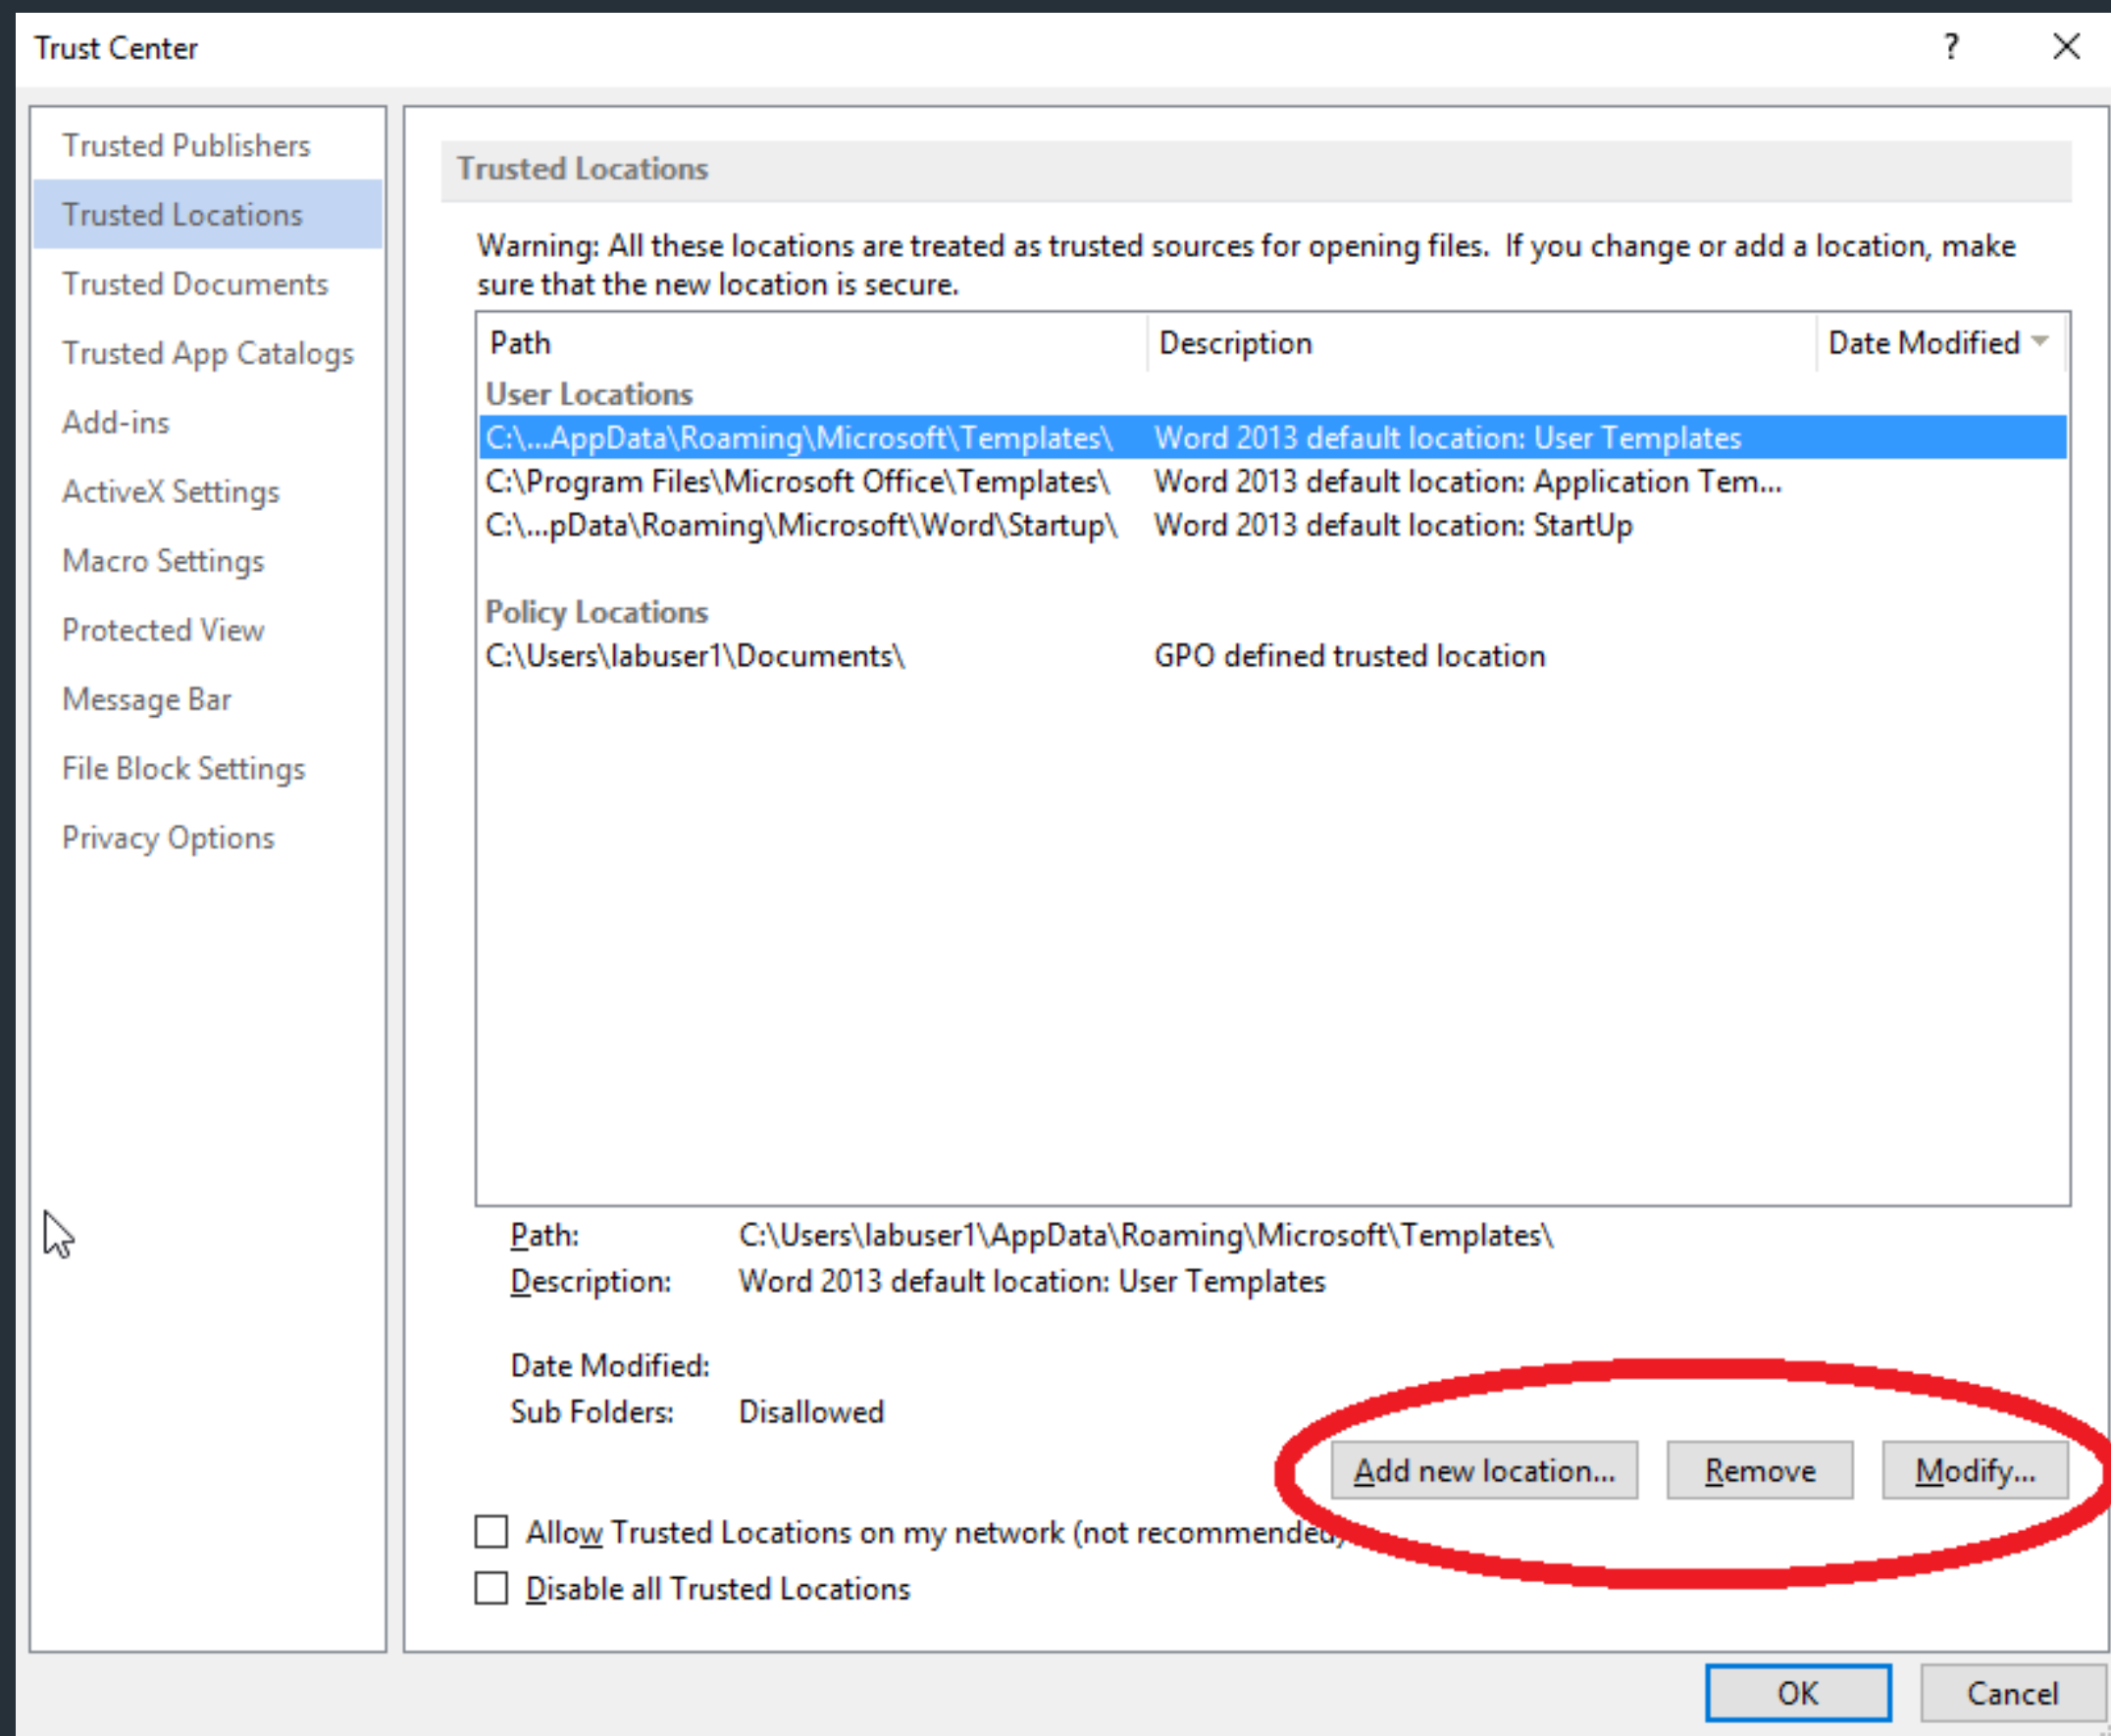 Trust Center
?
Trusted Publishers
Trusted Locations
Trusted Documents
Trusted App Catalogs
Add-ins
ActiveX Settings
Macro Settings
Protected View
Message Bar
File Block Settings
Privacy Options
Trusted Locations
Warning: All these locations are treated as trusted sources for opening files.  If you change or add a location, make
sure that the new location is secure.
Path Description Date Modified
User Locations
C:\...AppData\Roaming\Microsoft\Templates\ Word 2013 default location: User Templates
C:\Program Files\Microsoft Office\Templates\ Word 2013 default location: Application Tem...
C:\...pData\Roaming\Microsoft\Word\Startup\ Word 2013 default location: StartUp
Policy Locations
C:\Users\labuser1\Documents\ GPO defined trusted location
Path: C:\Users\labuser1\AppData\Roaming\Microsoft\Templates\
Description: Word 2013 default location: User Templates
Date Modified:
Sub Folders: Disallowed
Add new location... Remove Modify...
Allow Trusted Locations on my network (not recommended)
Disable all Trusted Locations
OK Cancel